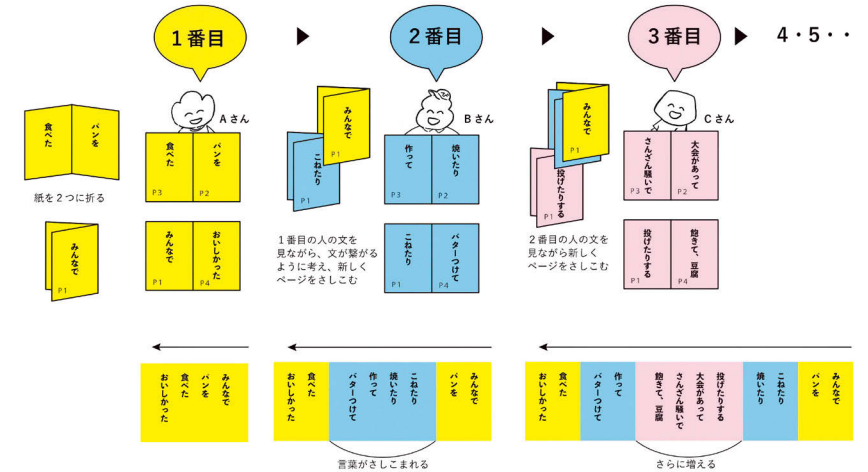 1番目
2番目
3番目
4・5・・
Aさん
Bさん
Cさん
パンを
食べた
紙を2つに折る
みんなで
P1
パンを
食べた
P3
P2
おいしかった
みんなで
P1
P4
みんなで
P1
こねたり
P1
焼いたり
作って
P3
P2
バターつけて
こねたり
P1
P4
1番目の人の文を
見ながら、文が繋がる
ように考え、新しく
ページをさしこむ
みんなで
P1
投げたりする
P1
大会があって
さんざん騒いで
P3
P2
飽きて、豆腐
投げたりする
P1
P4
2番目の人の文を
見ながら新しく
ページをさしこむ
みんなで
パンを
食べた
おいしかった
みんなで
パンを
こねたり
焼いたり
作って
バターつけて
食べた
おいしかった
言葉がさしこまれる
みんなで
パンを
こねたり
焼いたり
投げたりする
大会があって
さんざん騒いで
飽きて、豆腐
作って
バターつけて
食べた
おいしかった
さらに増える